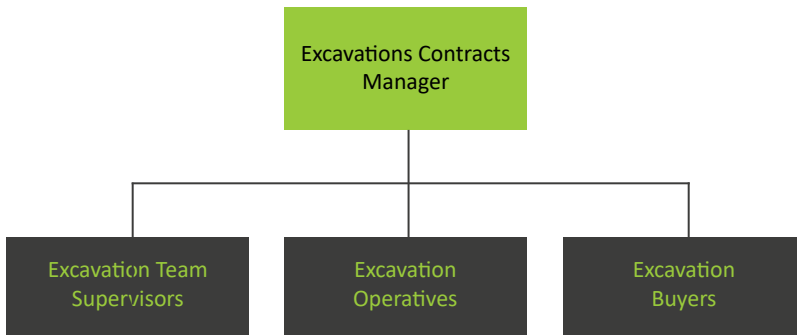 Excavations Contracts
Manager
Excavation Team
Supervisors
Excavation
Operatives
Excavation
Buyers